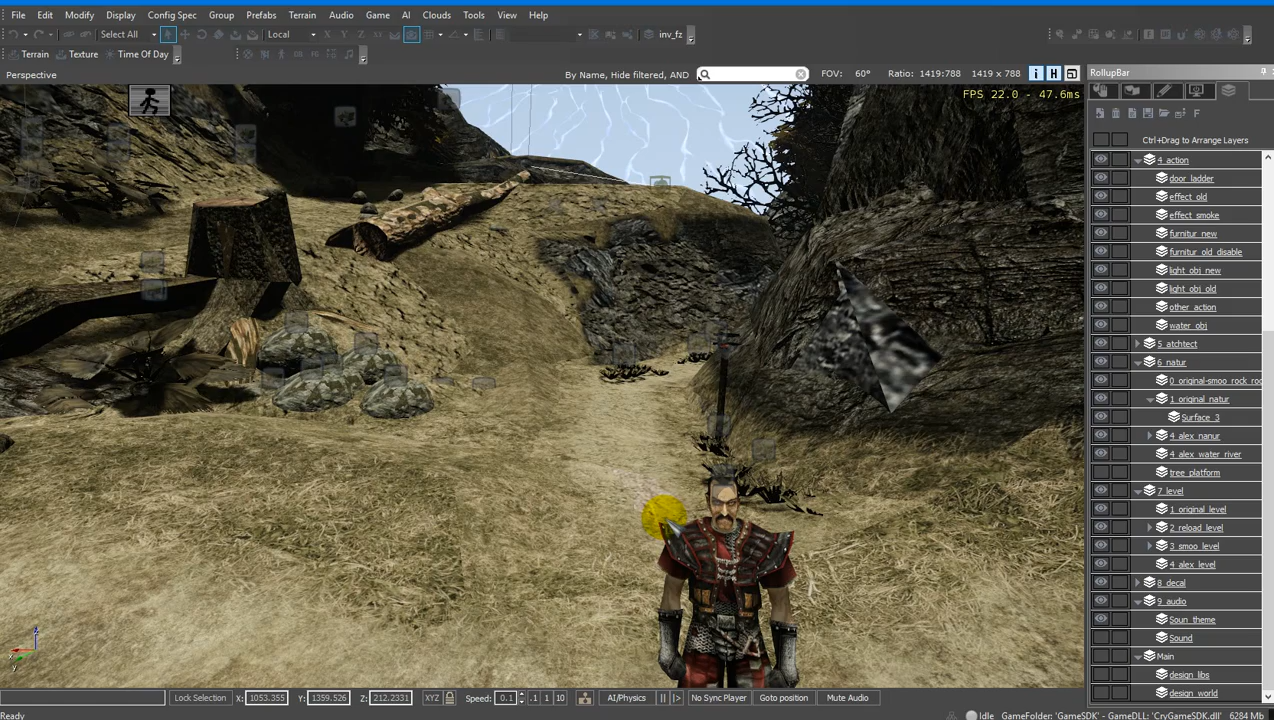 File Edit Modify Display Config Spec Group Prefabs Terrain Audio Game AI Clouds Tools View Help
Select All Local X Y Z XY inv_fz
Terrain Texture Time Of Day
Perspective By Name, Hide filtered, AND FOV: 60° Ratio: 1419:788 1419 x 788 i H RollupBar
FPS 22.0 - 47.6ms
F
Ctrl+Drag to Arrange Layers
4_action
door_ladder
effect_old
effect_smoke
furnitur_new
furnitur_old_disable
light_obj_new
light_obj_old
other_action
water_obj
5_atchtect
6_natur
0_original-smoo_rock_roo
1_original_natur
Surface_3
4_alex_nanur
4_alex_water_river
tree_platform
7_level
1_original_level
2_reload_level
3_smoo_level
4_alex_level
8_decal
9_audio
Soun_theme
Sound
Main
design_libs
design_world
z x y
Lock Selection X: 1053.355 Y: 1359.526 Z: 212.2331 XYZ Speed: 0.1 .1 1 10 AI/Physics No Sync Player Goto position Mute Audio
Ready Idle GameFolder: 'GameSDK' - GameDLL: 'CryGameSDK.dll' 6284 Mb